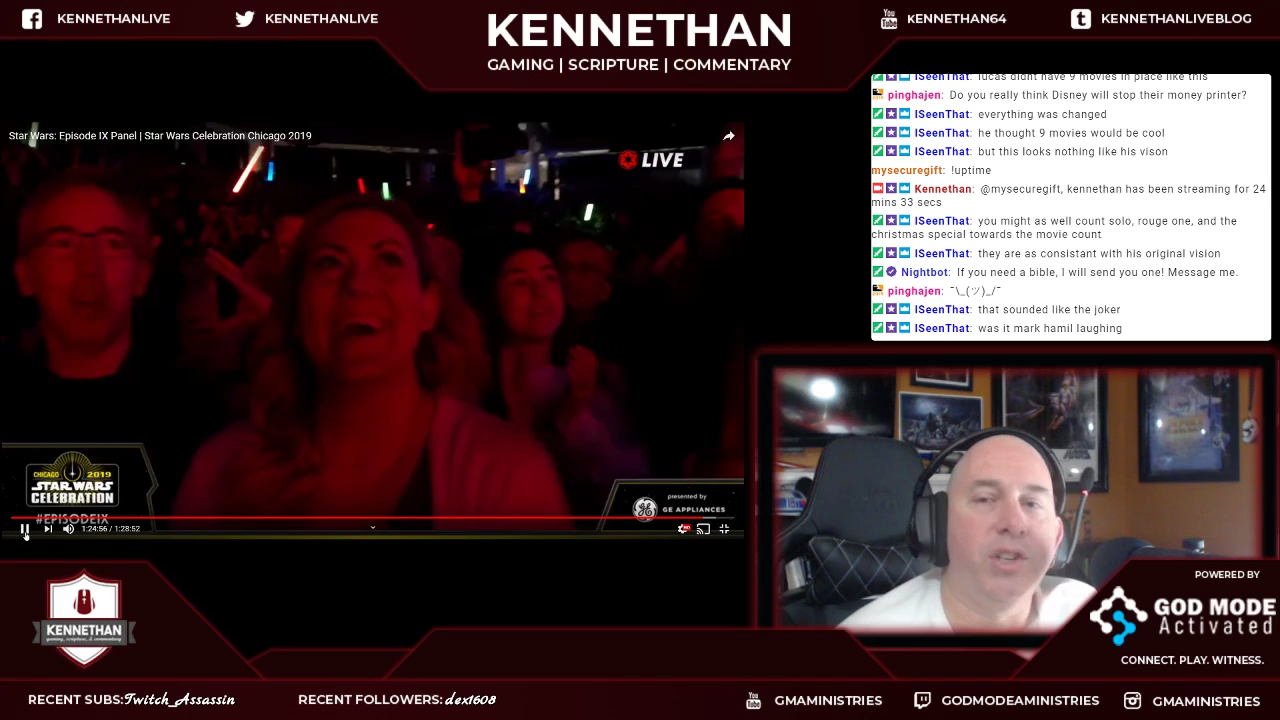 KENNETHANLIVE
KENNETHANLIVE
KENNETHAN
GAMING | SCRIPTURE | COMMENTARY
You Tube
KENNETHAN64
KENNETHANLIVEBLOG
Star Wars: Episode IX Panel | Star Wars Celebration Chicago 2019
LIVE
ISeenThat: lucas didnt have 9 movies in place like this
pinghajen: Do you really think Disney will stop their money printer?
ISeenThat: everything was changed
ISeenThat: he thought 9 movies would be cool
ISeenThat: but this looks nothing like his vison
mysecuregift: !uptime
Kennethan: @mysecuregift, kennethan has been streaming for 24
mins 33 secs
ISeenThat: you might as well count solo, rouge one, and the
christmas special towards the movie count
ISeenThat: they are as consistant with his original vision
Nightbot: If you need a bible, I will send you one! Message me.
pinghajen: ¯\_(ツ)_/¯
ISeenThat: that sounded like the joker
ISeenThat: was it mark hamil laughing
CHICAGO 2019
STAR WARS
CELEBRATION
#EPISODEIX
presented by
GE APPLIANCES
1:24:56 / 1:28:52
HD
KENNETHAN
gaming, scripture, & commentary
POWERED BY
GOD MODE
Activated
CONNECT. PLAY. WITNESS.
RECENT SUBS: Twitch_Assassin
RECENT FOLLOWERS: dex1608
You Tube
GMAMINISTRIES
GODMODEAMINISTRIES
GMAMINISTRIES